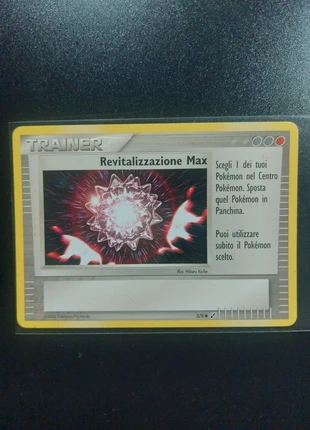 TRAINER
Revitalizzazione Max
Scegli 1 dei tuoi
Pokémon nel Centro
Pokémon. Sposta
quel Pokémon in
Panchina.
Puoi utilizzare
subito il Pokémon
scelto.